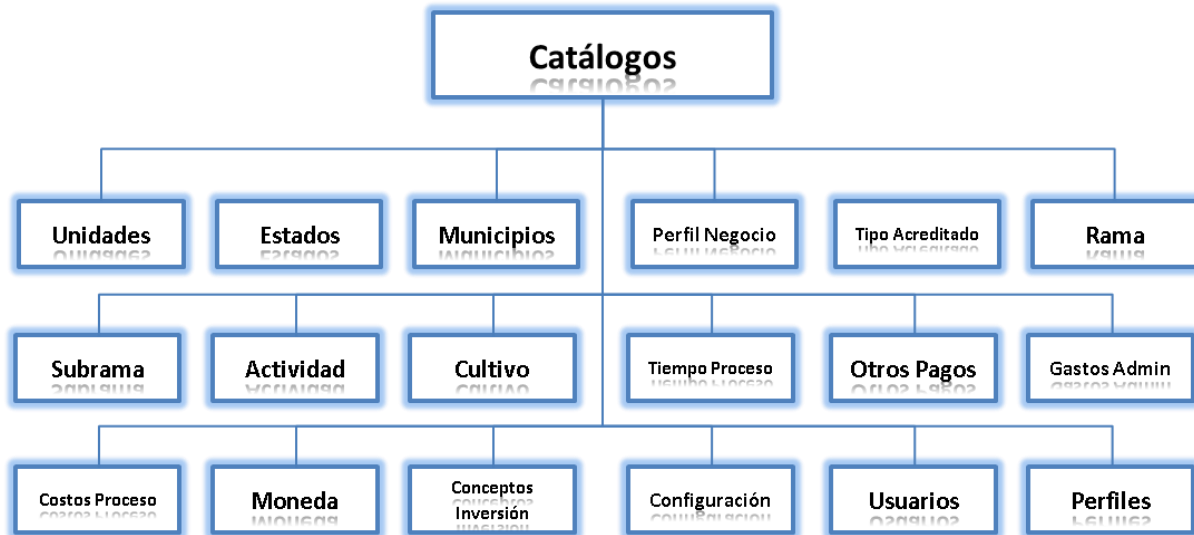 Catálogos
Unidades
Estados
Municipios
Perfil Negocio
Tipo Acreditado
Rama
Subrama
Actividad
Cultivo
Tiempo Proceso
Otros Pagos
Gastos Admin
Costos Proceso
Moneda
Conceptos
Inversión
Configuración
Usuarios
Perfiles